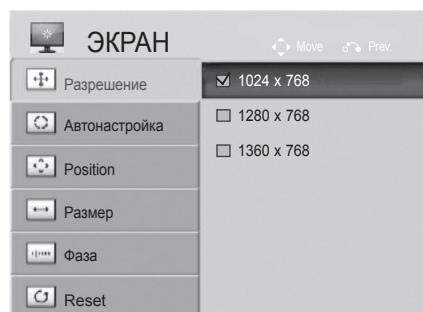 ЭКРАН
Move Prev.
Разрешение
Автонастройка
Position
Размер
Фаза
Reset
1024 x 768
1280 x 768
1360 x 768